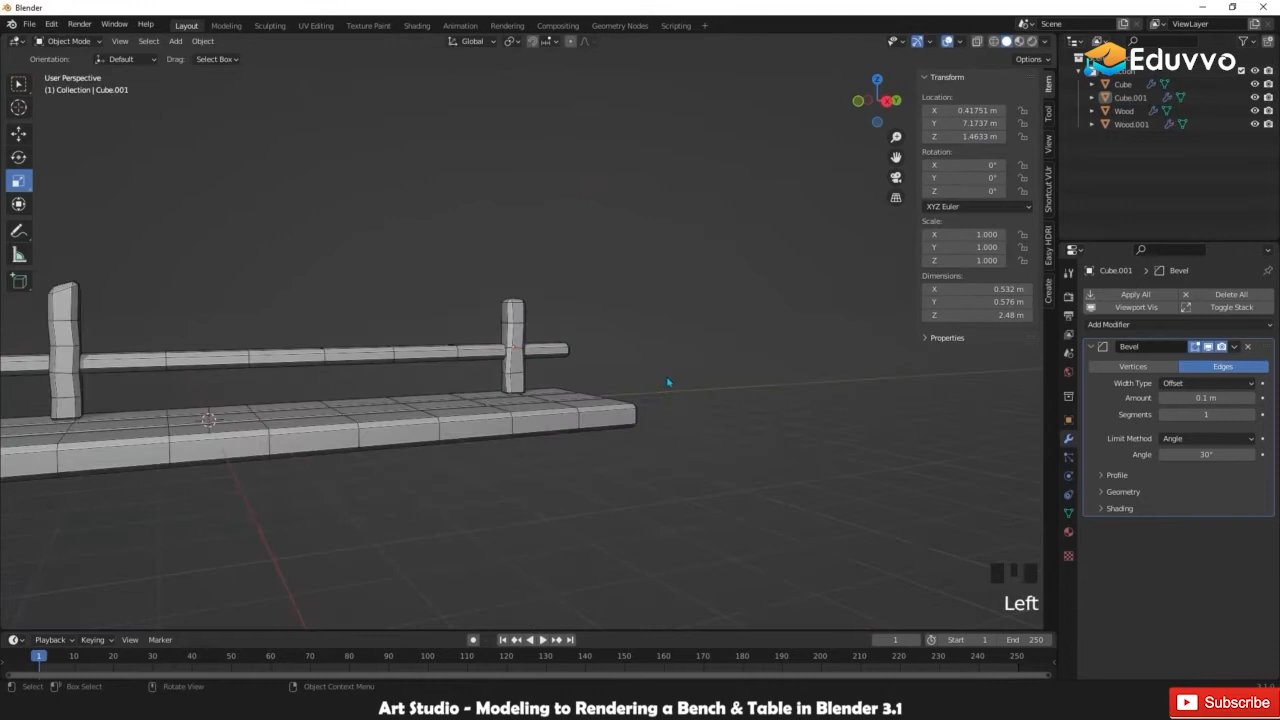 Blender
File Edit Render Window Help Layout Modeling Sculpting UV Editing Texture Paint Shading Animation Rendering Compositing Geometry Nodes Scripting + Scene ViewLayer
Object Mode View Select Add Object Global
Orientation: Default Drag: Select Box Options
User Perspective
(1) Collection | Cube.001
Transform
Location:
X 0.41751 m
Y 7.1737 m
Z 1.4633 m
Rotation:
X 0°
Y 0°
Z 0°
XYZ Euler
Scale:
X 1.000
Y 1.000
Z 1.000
Dimensions:
X 0.532 m
Y 0.576 m
Z 2.48 m
Properties
Item
Tool
View
Shortcut VUr
Easy HDRI
Create
Z
X
Y
Eduvvo
Cube
Cube.001
Wood
Wood.001
Cube.001 Bevel
Apply All Delete All
Viewport Vis Toggle Stack
Add Modifier
Bevel
Vertices Edges
Width Type Offset
Amount 0.1 m
Segments 1
Limit Method Angle
Angle 30°
Profile
Geometry
Shading
Left
Playback Keying View Marker 1 Start 1 End 250
1 10 20 30 40 50 60 70 80 90 100 110 120 130 140 150 160 170 180 190 200 210 220 230 240 250
Select Box Select Rotate View Object Context Menu
Art Studio - Modeling to Rendering a Bench & Table in Blender 3.1
Subscribe